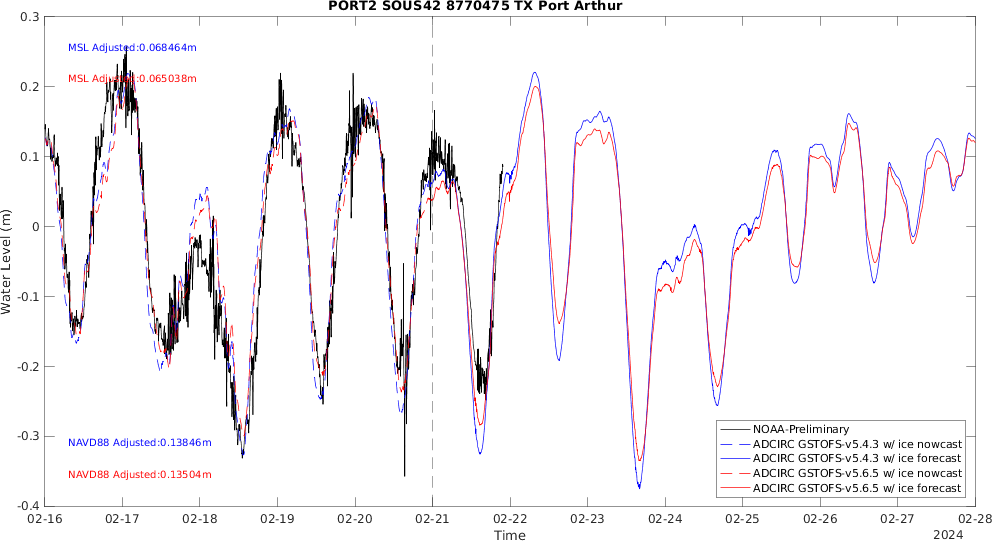 PORT2 SOUS42 8770475 TX Port Arthur
0.3
0.2
0.1
0
-0.1
-0.2
-0.3
-0.4
Water Level (m)
MSL Adjusted:0.068464m
MSL Adjusted:0.065038m
NAVD88 Adjusted:0.13846m
NAVD88 Adjusted:0.13504m
NOAA-Preliminary
ADCIRC GSTOFS-v5.4.3 w/ ice nowcast
ADCIRC GSTOFS-v5.4.3 w/ ice forecast
ADCIRC GSTOFS-v5.6.5 w/ ice nowcast
ADCIRC GSTOFS-v5.6.5 w/ ice forecast
02-16 02-17 02-18 02-19 02-20 02-21 02-22 02-23 02-24 02-25 02-26 02-27 02-28
Time
2024